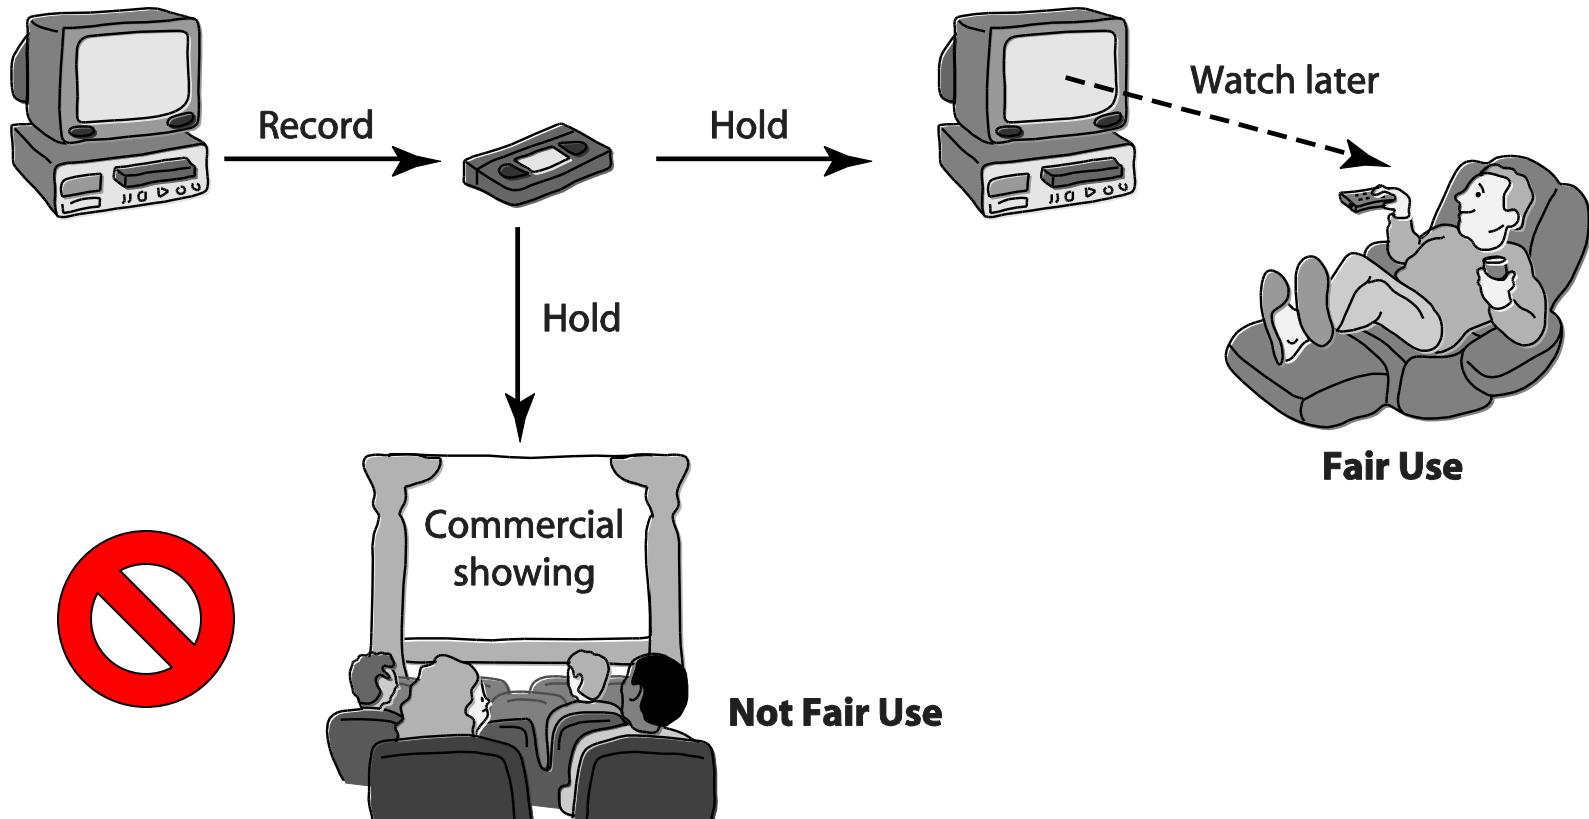 Record
Hold
Watch later
Hold
Fair Use
Commercial
showing
Not Fair Use